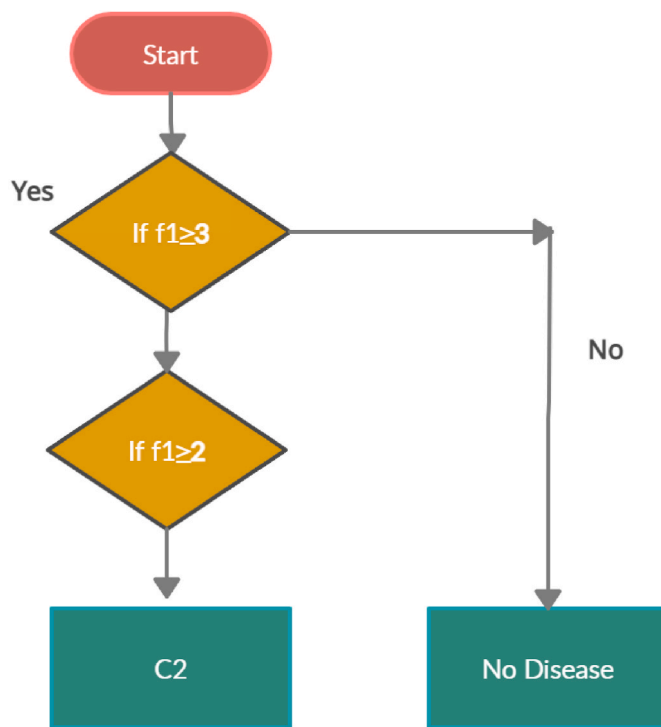 Start
Yes
If f1≥3
No
If f1≥2
C2
No Disease